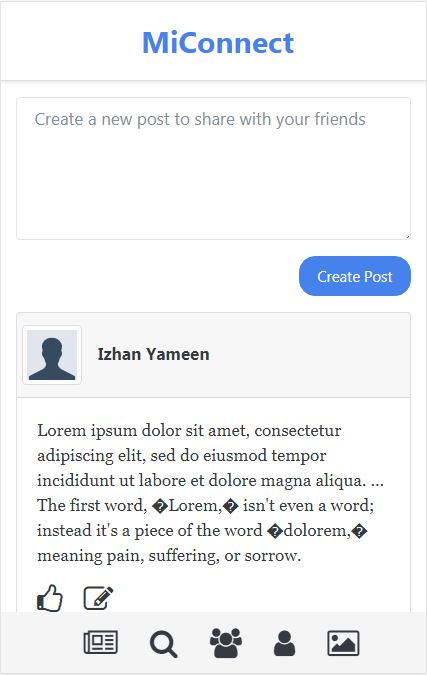 MiConnect
Create a new post to share with your friends
Create Post
Izhan Yameen
Lorem ipsum dolor sit amet, consectetur
adipiscing elit, sed do eiusmod tempor
incididunt ut labore et dolore magna aliqua. ...
The first word, �Lorem,� isn't even a word;
instead it's a piece of the word �dolorem,�
meaning pain, suffering, or sorrow.